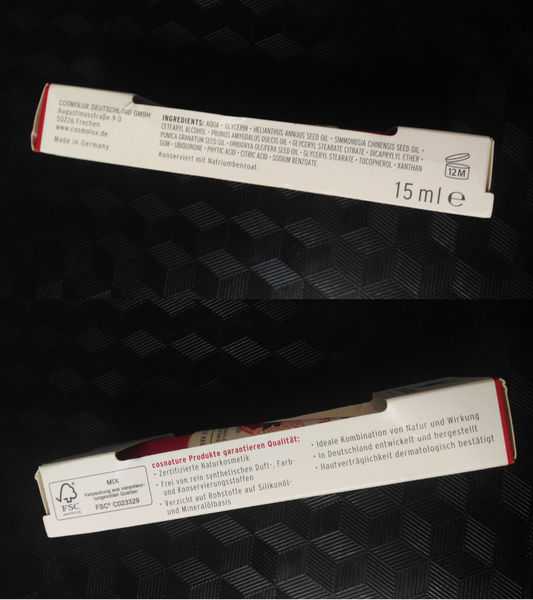 COSMOLUX DEUTSCHLAND GMBH
Augustinusstraße 9 D
50226 Frechen
www.cosmolux.de
Made in Germany
INGREDIENTS: AQUA · GLYCERIN · HELIANTHUS ANNUUS SEED OIL · SIMMONDSIA CHINENSIS SEED OIL ·
CETEARYL ALCOHOL · PRUNUS AMYGDALUS DULCIS OIL · GLYCERYL STEARATE CITRATE · DICAPRYLYL ETHER ·
PUNICA GRANATUM SEED OIL · MORINGA OLEIFERA SEED OIL · GLYCERYL STEARATE · TOCOPHEROL · XANTHAN
GUM · UBIQUINONE · PHYTIC ACID · CITRIC ACID · SODIUM BENZOATE.
Konserviert mit Natriumbenzoat.
12M
15 ml ℮
FSC
MIX
FSC® C023329
cosnature Produkte garantieren Qualität:
· Zertifizierte Naturkosmetik
· Frei von rein synthetischen Duft-, Farb-
und Konservierungsstoffen
· Verzicht auf Rohstoffe auf Silikonöl-
und Mineralölbasis
· Ideale Kombination von Natur und Wirkung
· In Deutschland entwickelt und hergestellt
· Hautverträglichkeit dermatologisch bestätigt